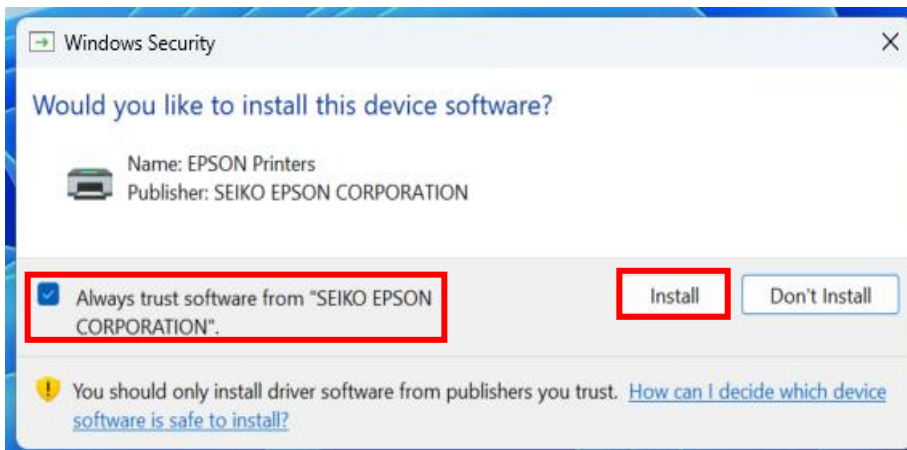 Windows Security
Would you like to install this device software?
Name: EPSON Printers
Publisher: SEIKO EPSON CORPORATION
Always trust software from "SEIKO EPSON
CORPORATION".
Install
Don't Install
You should only install driver software from publishers you trust. How can I decide which device
software is safe to install?